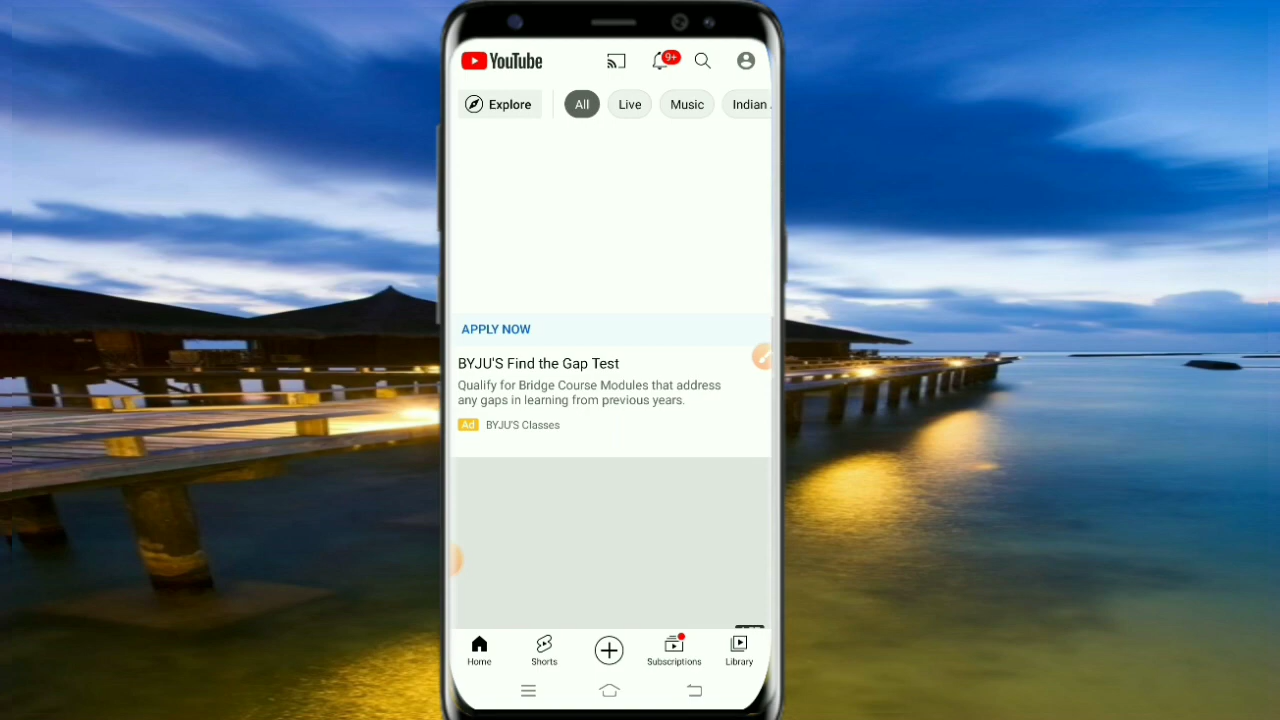 YouTube
9+
Explore
All
Live
Music
Indian
APPLY NOW
BYJU'S Find the Gap Test
Qualify for Bridge Course Modules that address
any gaps in learning from previous years.
Ad BYJU'S Classes
Home
Shorts
Subscriptions
Library